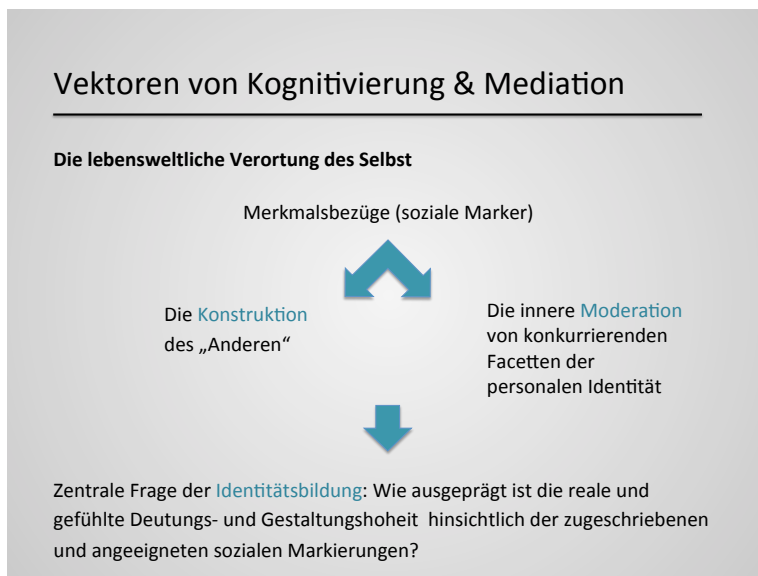 Vektoren von Kognitivierung & Mediation
Die lebensweltliche Verortung des Selbst
Merkmalsbezüge (soziale Marker)
Die Konstruktion
des „Anderen“
Die innere Moderation
von konkurrierenden
Facetten der
personalen Identität
Zentrale Frage der Identitätsbildung: Wie ausgeprägt ist die reale und
gefühlte Deutungs- und Gestaltungshoheit hinsichtlich der zugeschriebenen
und angeeigneten sozialen Markierungen?